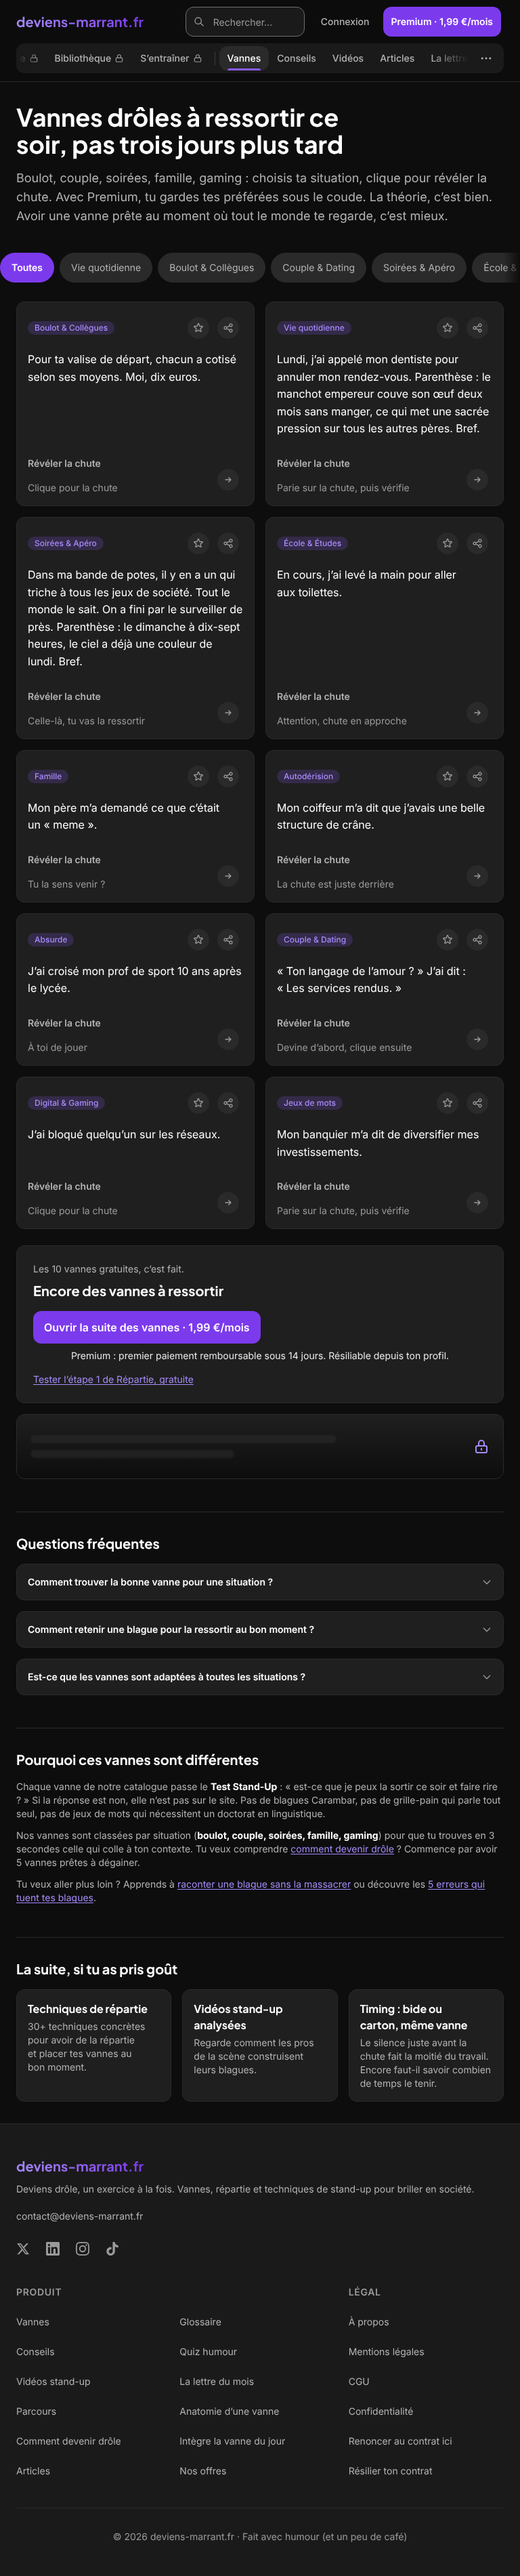 deviens-marrant.fr
Rechercher...
Connexion
Premium · 1,99 €/mois
Bibliothèque
S’entraîner
Vannes
Conseils
Vidéos
Articles
La lettre
Vannes drôles à ressortir ce
soir, pas trois jours plus tard
Boulot, couple, soirées, famille, gaming : choisis ta situation, clique pour révéler la
chute. Avec Premium, tu gardes tes préférées sous le coude. La théorie, c’est bien.
Avoir une vanne prête au moment où tout le monde te regarde, c’est mieux.
Toutes
Vie quotidienne
Boulot & Collègues
Couple & Dating
Soirées & Apéro
École &
Boulot & Collègues
Pour ta valise de départ, chacun a cotisé
selon ses moyens. Moi, dix euros.
Révéler la chute
Clique pour la chute
Vie quotidienne
Lundi, j’ai appelé mon dentiste pour
annuler mon rendez-vous. Parenthèse : le
manchot empereur couve son œuf deux
mois sans manger, ce qui met une sacrée
pression sur tous les autres pères. Bref.
Révéler la chute
Parie sur la chute, puis vérifie
Soirées & Apéro
Dans ma bande de potes, il y en a un qui
triche à tous les jeux de société. Tout le
monde le sait. On a fini par le surveiller de
près. Parenthèse : le dimanche à dix-sept
heures, le ciel a déjà une couleur de
lundi. Bref.
Révéler la chute
Celle-là, tu vas la ressortir
École & Études
En cours, j’ai levé la main pour aller
aux toilettes.
Révéler la chute
Attention, chute en approche
Famille
Mon père m’a demandé ce que c’était
un « meme ».
Révéler la chute
Tu la sens venir ?
Autodérision
Mon coiffeur m’a dit que j’avais une belle
structure de crâne.
Révéler la chute
La chute est juste derrière
Absurde
J’ai croisé mon prof de sport 10 ans après
le lycée.
Révéler la chute
À toi de jouer
Couple & Dating
« Ton langage de l’amour ? » J’ai dit :
« Les services rendus. »
Révéler la chute
Devine d’abord, clique ensuite
Digital & Gaming
J’ai bloqué quelqu’un sur les réseaux.
Révéler la chute
Clique pour la chute
Jeux de mots
Mon banquier m’a dit de diversifier mes
investissements.
Révéler la chute
Parie sur la chute, puis vérifie
Les 10 vannes gratuites, c’est fait.
Encore des vannes à ressortir
Ouvrir la suite des vannes · 1,99 €/mois
Premium : premier paiement remboursable sous 14 jours. Résiliable depuis ton profil.
Tester l’étape 1 de Répartie, gratuite
Questions fréquentes
Comment trouver la bonne vanne pour une situation ?
Comment retenir une blague pour la ressortir au bon moment ?
Est-ce que les vannes sont adaptées à toutes les situations ?
Pourquoi ces vannes sont différentes
Chaque vanne de notre catalogue passe le Test Stand-Up : « est-ce que je peux la sortir ce soir et faire rire
? » Si la réponse est non, elle n’est pas sur le site. Pas de blagues Carambar, pas de grille-pain qui parle tout
seul, pas de jeux de mots qui nécessitent un doctorat en linguistique.
Nos vannes sont classées par situation (boulot, couple, soirées, famille, gaming) pour que tu trouves en 3
secondes celle qui colle à ton contexte. Tu veux comprendre comment devenir drôle ? Commence par avoir
5 vannes prêtes à dégainer.
Tu veux aller plus loin ? Apprends à raconter une blague sans la massacrer ou découvre les 5 erreurs qui
tuent tes blagues.
La suite, si tu as pris goût
Techniques de répartie
30+ techniques concrètes
pour avoir de la répartie
et placer tes vannes au
bon moment.
Vidéos stand-up
analysées
Regarde comment les pros
de la scène construisent
leurs blagues.
Timing : bide ou
carton, même vanne
Le silence juste avant la
chute fait la moitié du travail.
Encore faut-il savoir combien
de temps le tenir.
deviens-marrant.fr
Deviens drôle, un exercice à la fois. Vannes, répartie et techniques de stand-up pour briller en société.
contact@deviens-marrant.fr
PRODUIT
Vannes
Conseils
Vidéos stand-up
Parcours
Comment devenir drôle
Articles
Glossaire
Quiz humour
La lettre du mois
Anatomie d’une vanne
Intègre la vanne du jour
Nos offres
LÉGAL
À propos
Mentions légales
CGU
Confidentialité
Renoncer au contrat ici
Résilier ton contrat
© 2026 deviens-marrant.fr · Fait avec humour (et un peu de café)